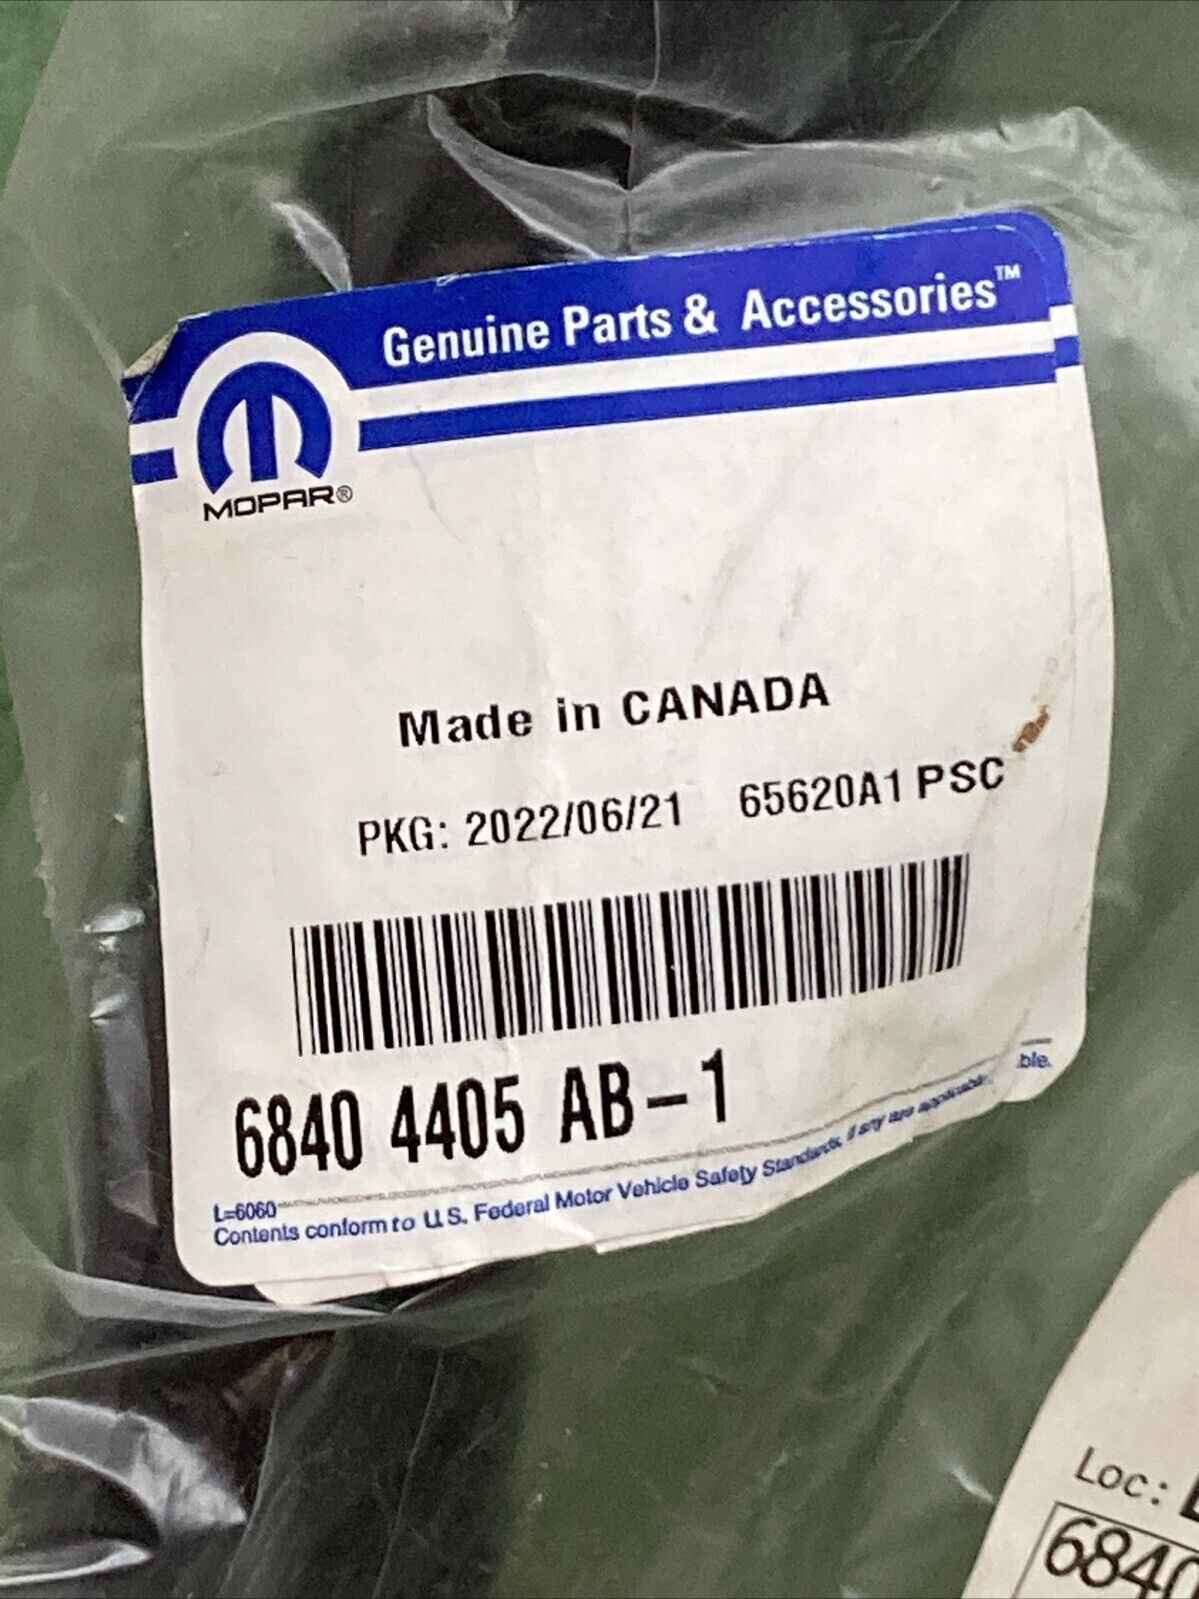 Genuine Parts & Accessories™
MOPAR®
Made in CANADA
PKG: 2022/06/21 65620A1 PSC
6840 4405 AB-1
ble.
L=6060
Contents conform to U.S. Federal Motor Vehicle Safety Standards, if any are applicable.
Loc:
6840